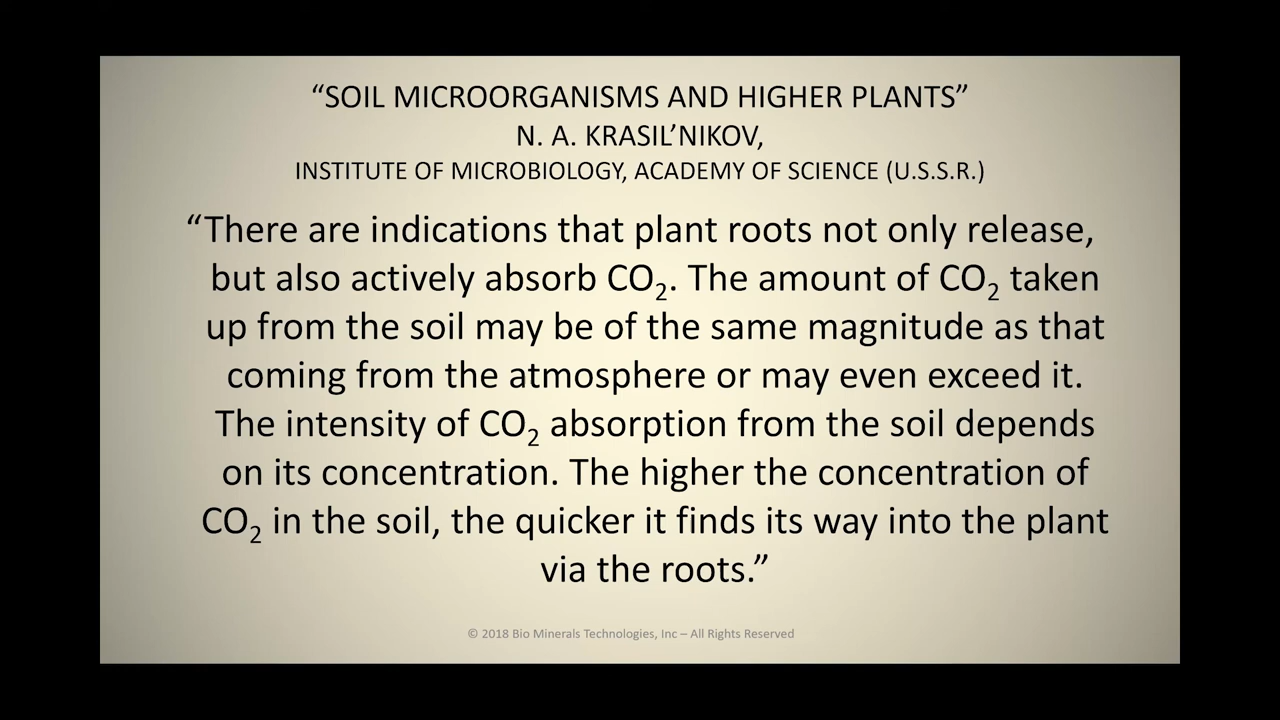 “SOIL MICROORGANISMS AND HIGHER PLANTS”
N. A. KRASIL’NIKOV,
INSTITUTE OF MICROBIOLOGY, ACADEMY OF SCIENCE (U.S.S.R.)
“There are indications that plant roots not only release,
but also actively absorb CO₂. The amount of CO₂ taken
up from the soil may be of the same magnitude as that
coming from the atmosphere or may even exceed it.
The intensity of CO₂ absorption from the soil depends
on its concentration. The higher the concentration of
CO₂ in the soil, the quicker it finds its way into the plant
via the roots.”
© 2018 Bio Minerals Technologies, Inc – All Rights Reserved